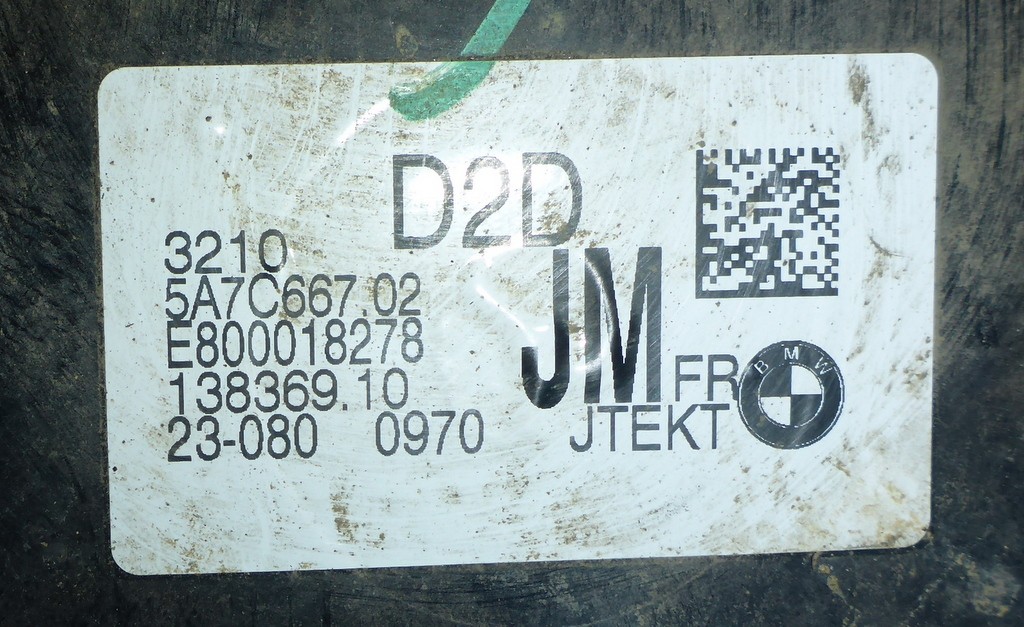 D2D
3210
5A7C667.02
E800018278
JM
138369.10
FR
BMW
23-080 0970
JTEKT